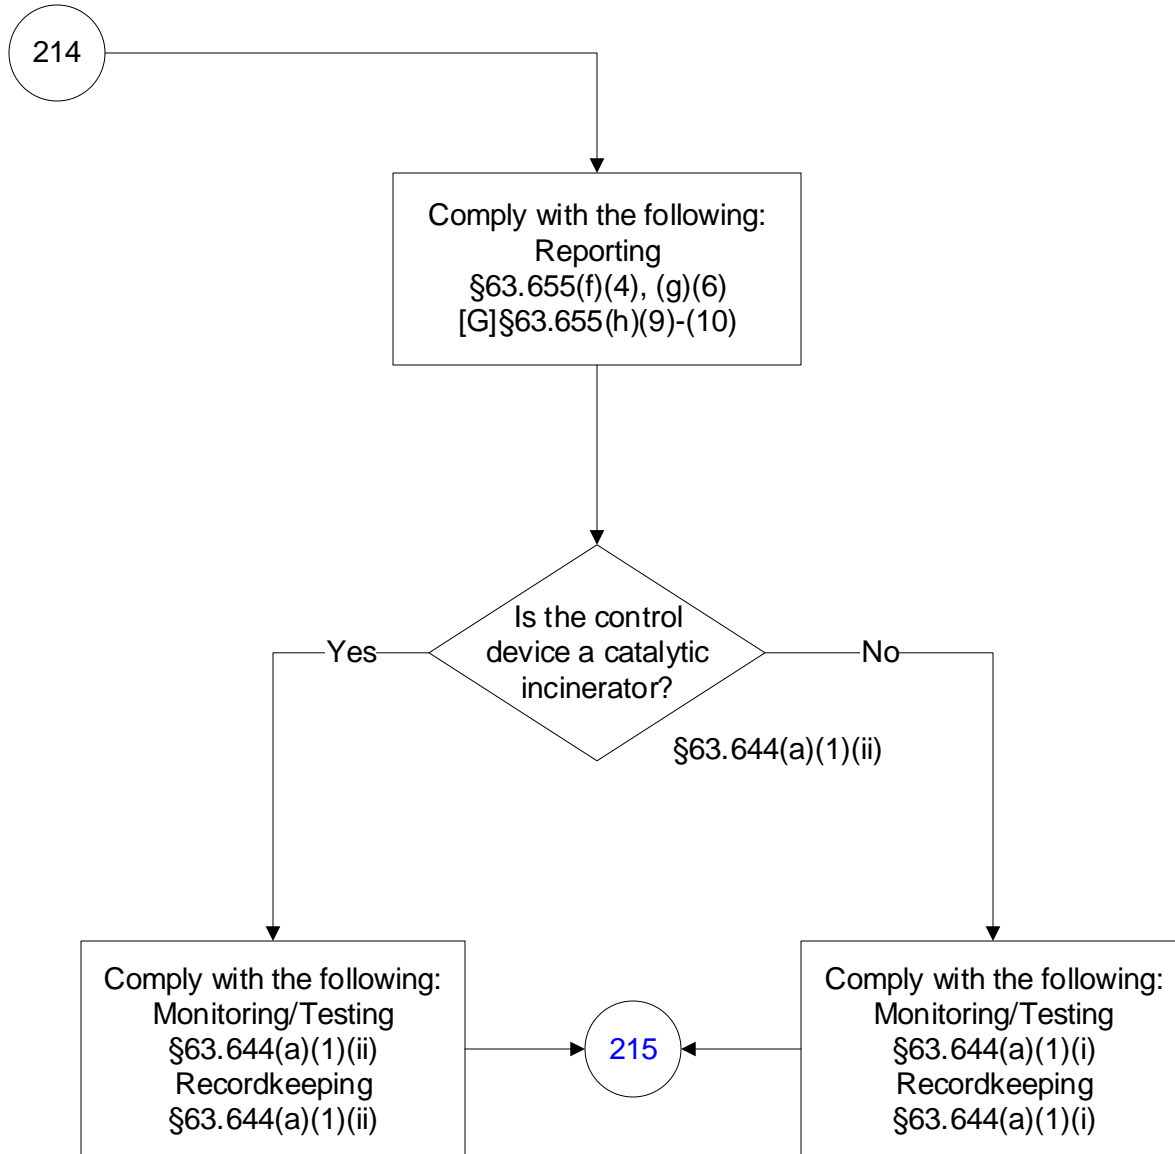 214
Comply with the following:
Reporting
§63.655(f)(4), (g)(6)
[G]§63.655(h)(9)-(10)
Is the control
device a catalytic
incinerator?
Yes
No
§63.644(a)(1)(ii)
Comply with the following:
Monitoring/Testing
§63.644(a)(1)(ii)
Recordkeeping
§63.644(a)(1)(ii)
215
Comply with the following:
Monitoring/Testing
§63.644(a)(1)(i)
Recordkeeping
§63.644(a)(1)(i)